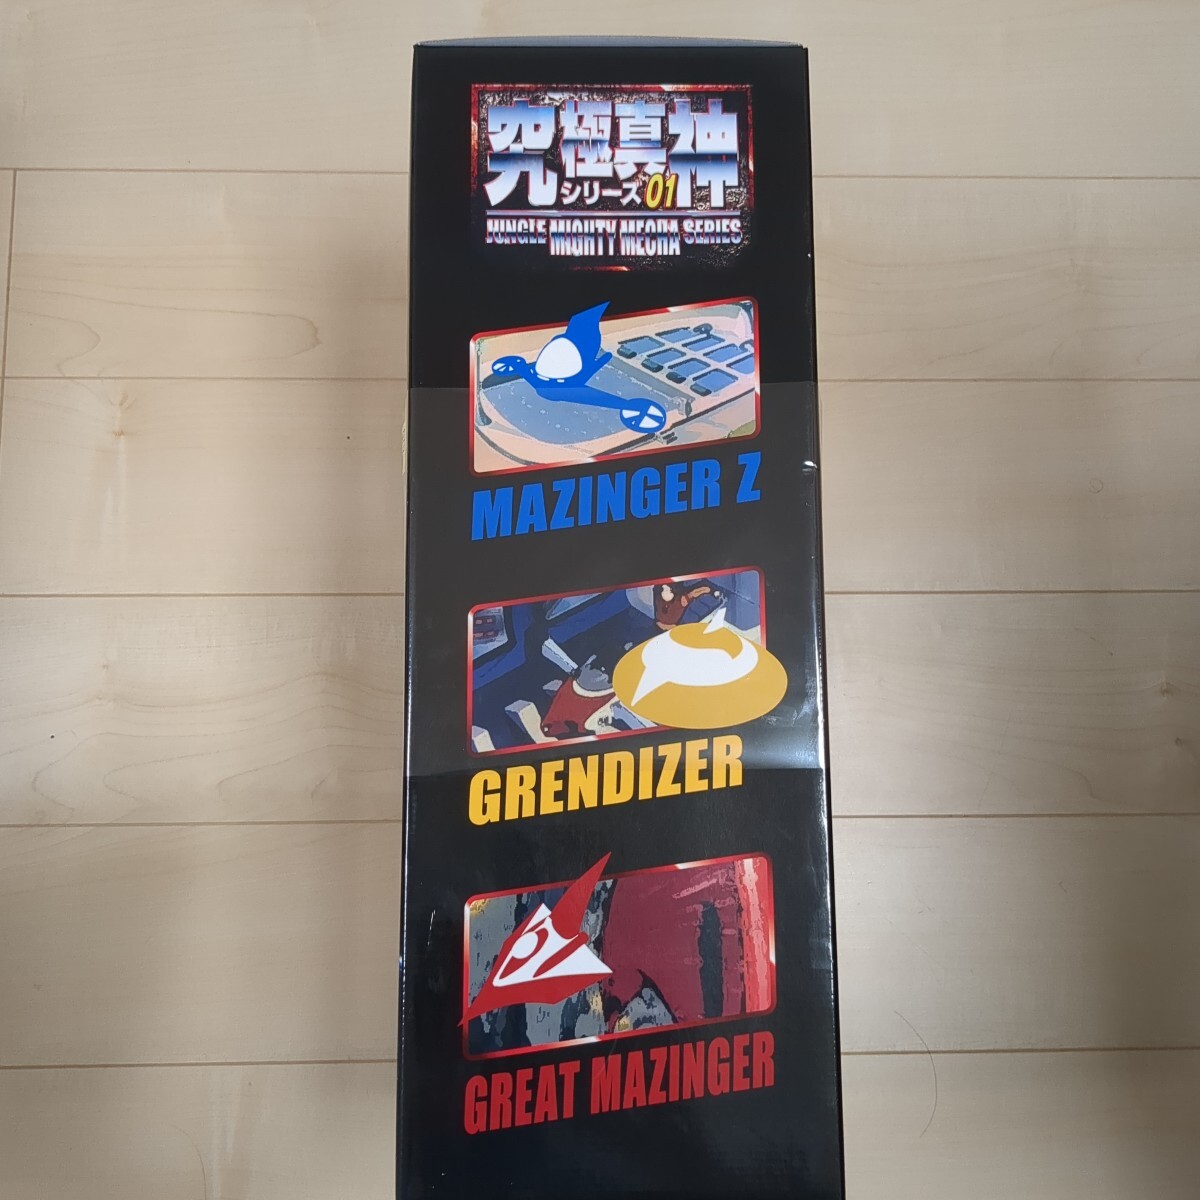 究極真神
シリーズ01
JUNGLE MIGHTY MECHA SERIES
MAZINGER Z
GRENDIZER
GREAT MAZINGER